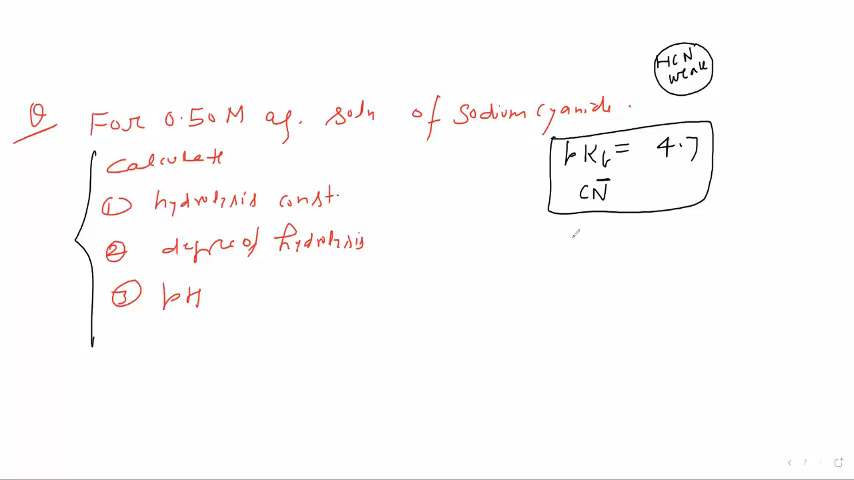 HCN
weak
Q For 0.50M aq. soln of Sodium cyanide.
pKb = 4.7
CN-
Calculate
① hydrolysis const.
② degree of hydrolysis
③ pH